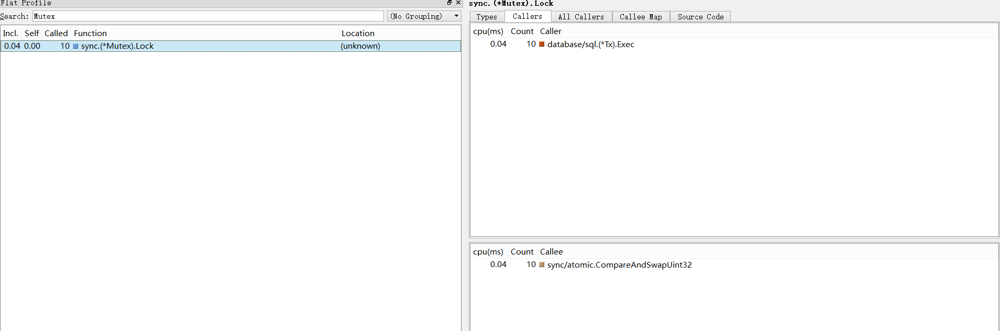 Flat Profile
Search: Mutex (No Grouping)
Incl. Self Called Function Location
0.04 0.00 10 sync.(*Mutex).Lock (unknown)
sync.(*Mutex).Lock
Types Callers All Callers Callee Map Source Code
cpu(ms) Count Caller
0.04 10 database/sql.(*Tx).Exec
cpu(ms) Count Callee
0.04 10 sync/atomic.CompareAndSwapUint32